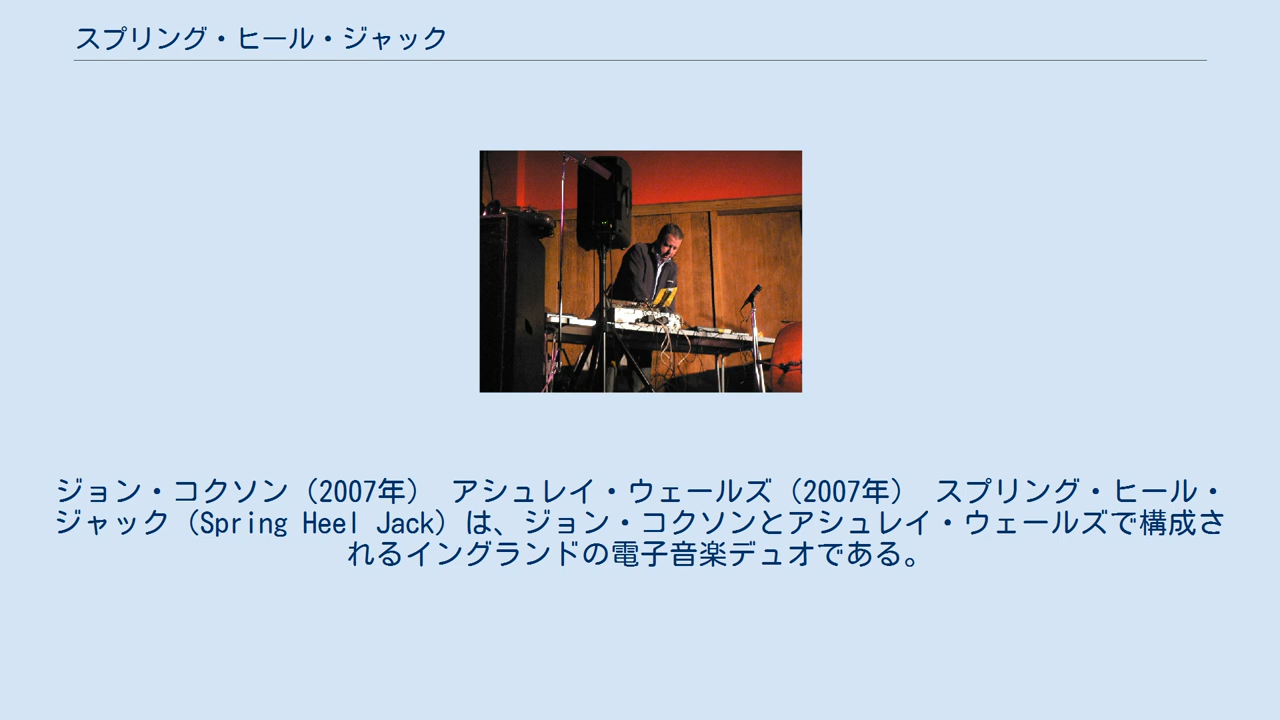 スプリング・ヒール・ジャック
ジョン・コクソン（2007年） アシュレイ・ウェールズ（2007年） スプリング・ヒール・
ジャック（Spring Heel Jack）は、ジョン・コクソンとアシュレイ・ウェールズで構成さ
れるイングランドの電子音楽デュオである。